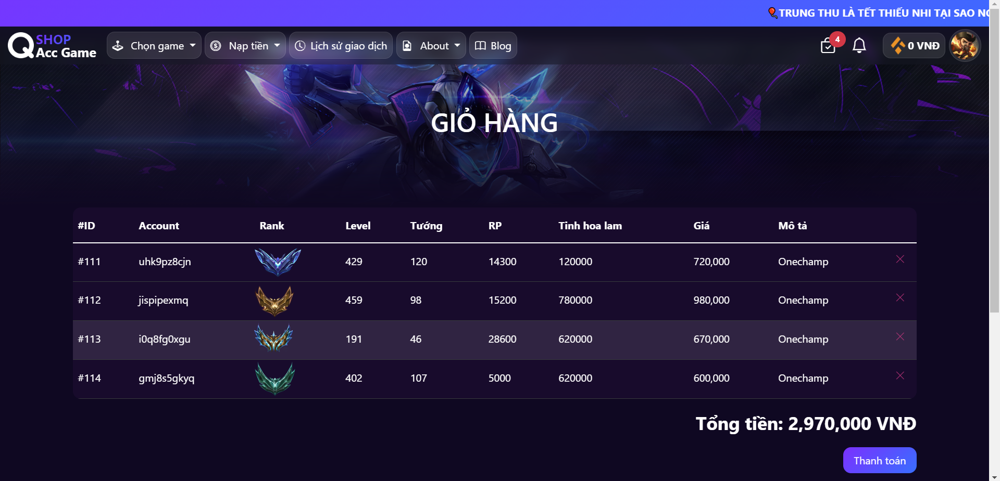 🎈TRUNG THU LÀ TẾT THIẾU NHI TẠI SAO
SHOP
Acc Game
Chọn game
Nạp tiền
Lịch sử giao dịch
About
Blog
4
0 VNĐ
GIỎ HÀNG
#ID Account Rank Level Tướng RP Tinh hoa lam Giá Mô tả
#111 uhk9pz8cjn 429 120 14300 120000 720,000 Onechamp
#112 jispipexmq 459 98 15200 780000 980,000 Onechamp
#113 i0q8fg0xgu 191 46 28600 620000 670,000 Onechamp
#114 gmj8s5gkyq 402 107 5000 620000 600,000 Onechamp
Tổng tiền: 2,970,000 VNĐ
Thanh toán